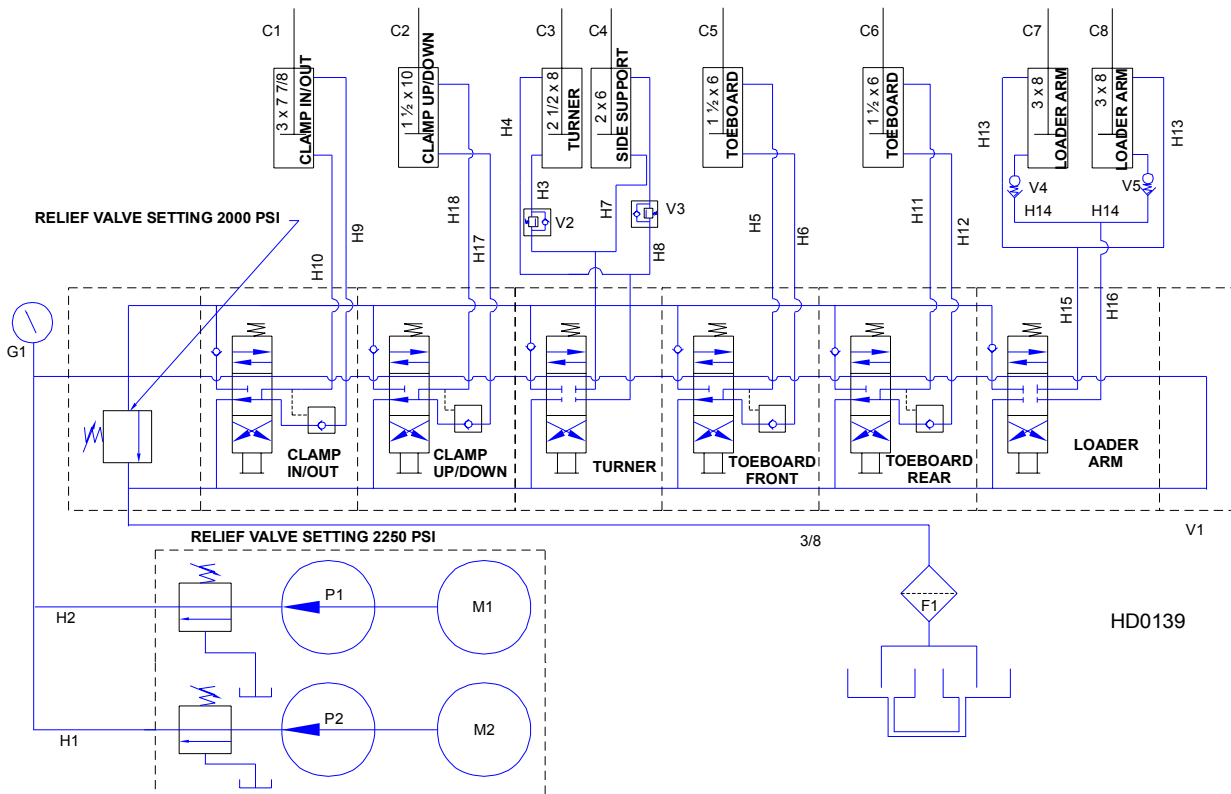 C1
C2
C3
C4
C5
C6
C7
C8
3 x 7 7/8
CLAMP IN/OUT
1 ½ x 10
CLAMP UP/DOWN
2 1/2 x 8
TURNER
2 x 6
SIDE SUPPORT
1 ½ x 6
TOEBOARD
1 ½ x 6
TOEBOARD
3 x 8
LOADER ARM
3 x 8
LOADER ARM
H4
H13
H13
H3
H7
V4
V5
RELIEF VALVE SETTING 2000 PSI
H9
H10
H18
H17
V2
V3
H8
H5
H6
H11
H12
H14
H14
H15
H16
G1
CLAMP
IN/OUT
CLAMP
UP/DOWN
TURNER
TOEBOARD
FRONT
TOEBOARD
REAR
LOADER
ARM
V1
RELIEF VALVE SETTING 2250 PSI
3/8
H2
P1
M1
F1
HD0139
H1
P2
M2